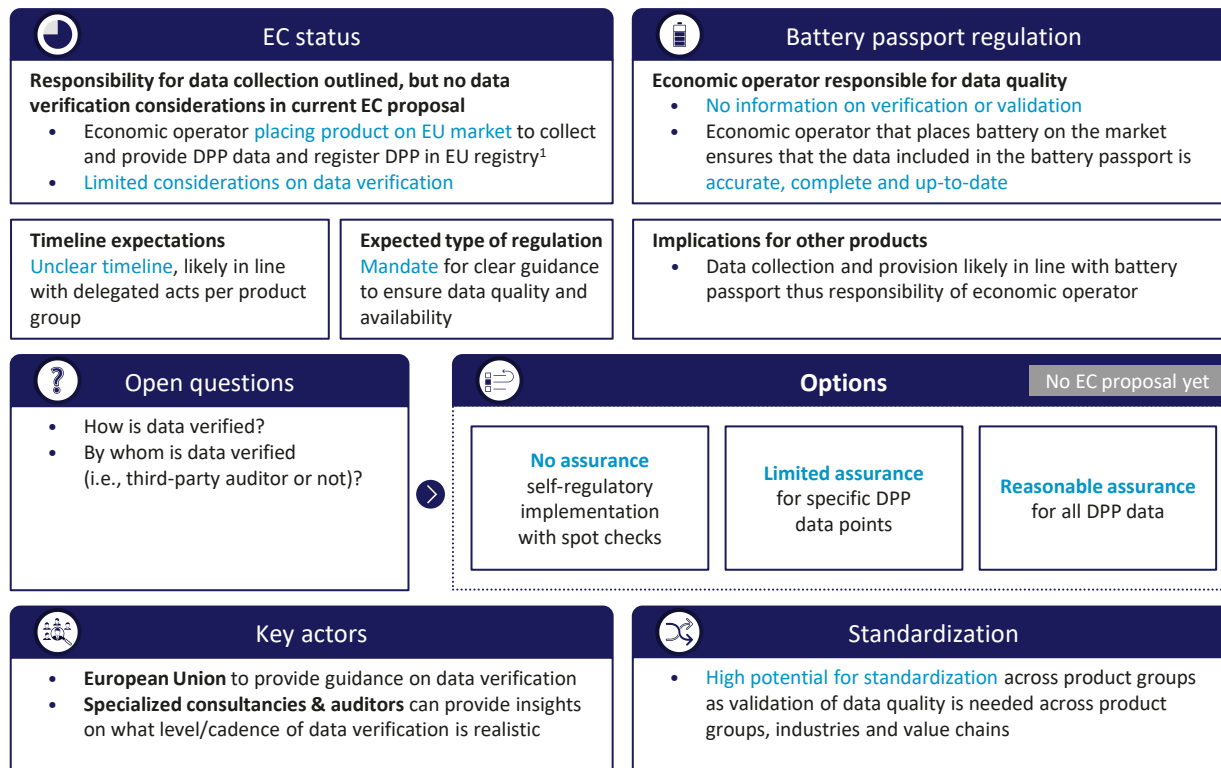 EC status
Responsibility for data collection outlined, but no data
verification considerations in current EC proposal
• Economic operator placing product on EU market to collect
and provide DPP data and register DPP in EU registry1
• Limited considerations on data verification
Battery passport regulation
Economic operator responsible for data quality
• No information on verification or validation
• Economic operator that places battery on the market
ensures that the data included in the battery passport is
accurate, complete and up-to-date
Timeline expectations
Unclear timeline, likely in line
with delegated acts per product
group
Expected type of regulation
Mandate for clear guidance
to ensure data quality and
availability
Implications for other products
• Data collection and provision likely in line with battery
passport thus responsibility of economic operator
Open questions
• How is data verified?
• By whom is data verified
(i.e., third-party auditor or not)?
Options
No EC proposal yet
No assurance
self-regulatory
implementation
with spot checks
Limited assurance
for specific DPP
data points
Reasonable assurance
for all DPP data
Key actors
• European Union to provide guidance on data verification
• Specialized consultancies & auditors can provide insights
on what level/cadence of data verification is realistic
Standardization
• High potential for standardization across product groups
as validation of data quality is needed across product
groups, industries and value chains